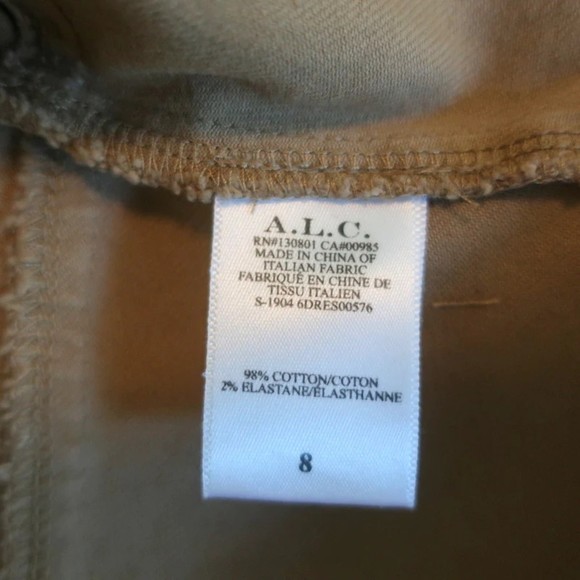 A.L.C.
RN#130801 CA#00985
MADE IN CHINA OF
ITALIAN FABRIC
FABRIQUÉ EN CHINE DE
TISSU ITALIEN
S-1904 6DRES00576
98% COTTON/COTON
2% ELASTANE/ÉLASTHANNE
8